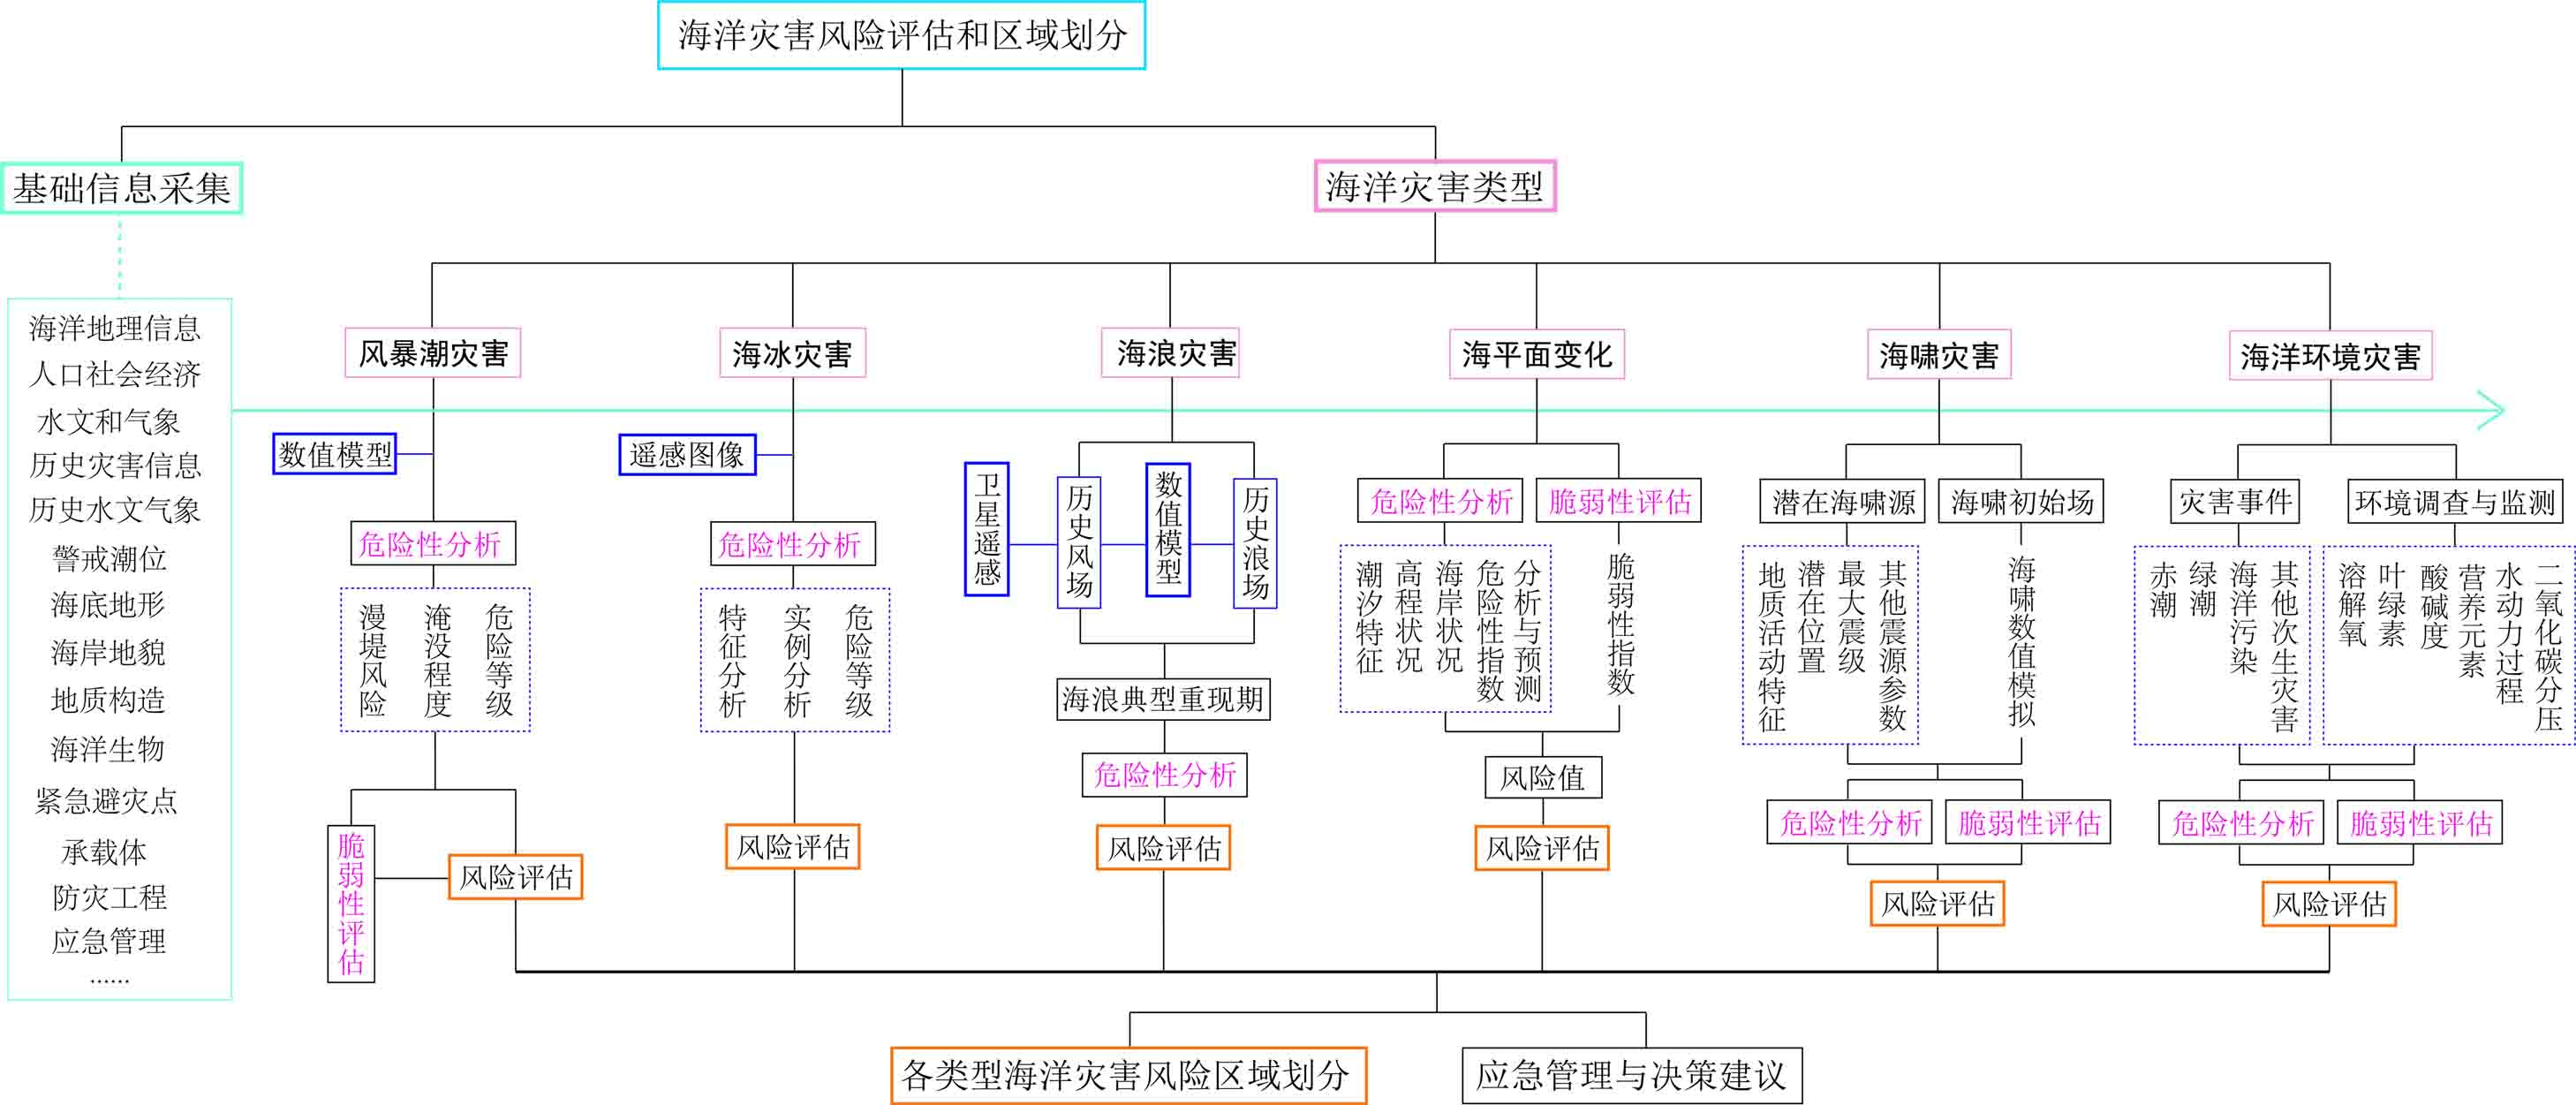 海洋灾害风险评估和区域划分
基础信息采集
海洋灾害类型
海洋地理信息
人口社会经济
水文和气象
历史灾害信息
历史水文气象
警戒潮位
海底地形
海岸地貌
地质构造
海洋生物
紧急避灾点
承载体
防灾工程
应急管理
······
风暴潮灾害
数值模型
危险性分析
漫堤风险
淹没程度
危险等级
脆弱性评估
风险评估
海冰灾害
遥感图像
危险性分析
特征分析
实例分析
危险等级
风险评估
海浪灾害
卫星遥感
历史风场
数值模型
历史浪场
海浪典型重现期
危险性分析
风险评估
海平面变化
危险性分析
脆弱性评估
潮汐特征
高程状况
海岸状况
危险性指数
分析与预测
脆弱性指数
风险值
风险评估
海啸灾害
潜在海啸源
海啸初始场
地质活动特征
潜在位置
最大震级
其他震源参数
海啸数值模拟
危险性分析
脆弱性评估
风险评估
海洋环境灾害
灾害事件
环境调查与监测
赤潮
绿潮
海洋污染
其他次生灾害
溶解氧
叶绿素
酸碱度
营养元素
水动力过程
二氧化碳分压
危险性分析
脆弱性评估
风险评估
各类型海洋灾害风险区域划分
应急管理与决策建议